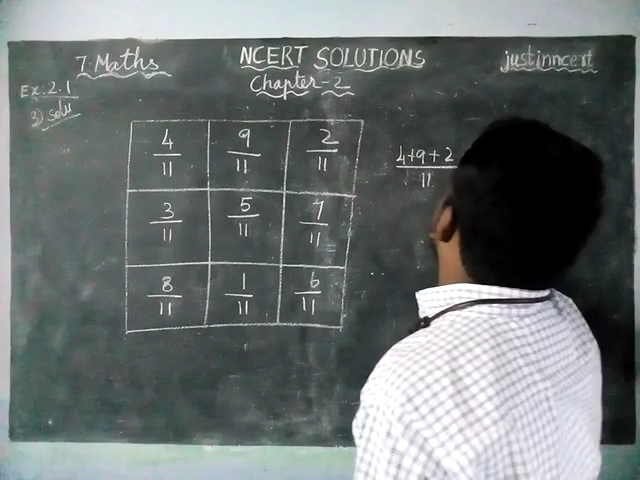 7. Maths NCERT SOLUTIONS justinncert
Chapter-2
Ex: 2.1
3) Solu
4/11 9/11 2/11
3/11 5/11 7/11
8/11 1/11 6/11
4+9+2/11